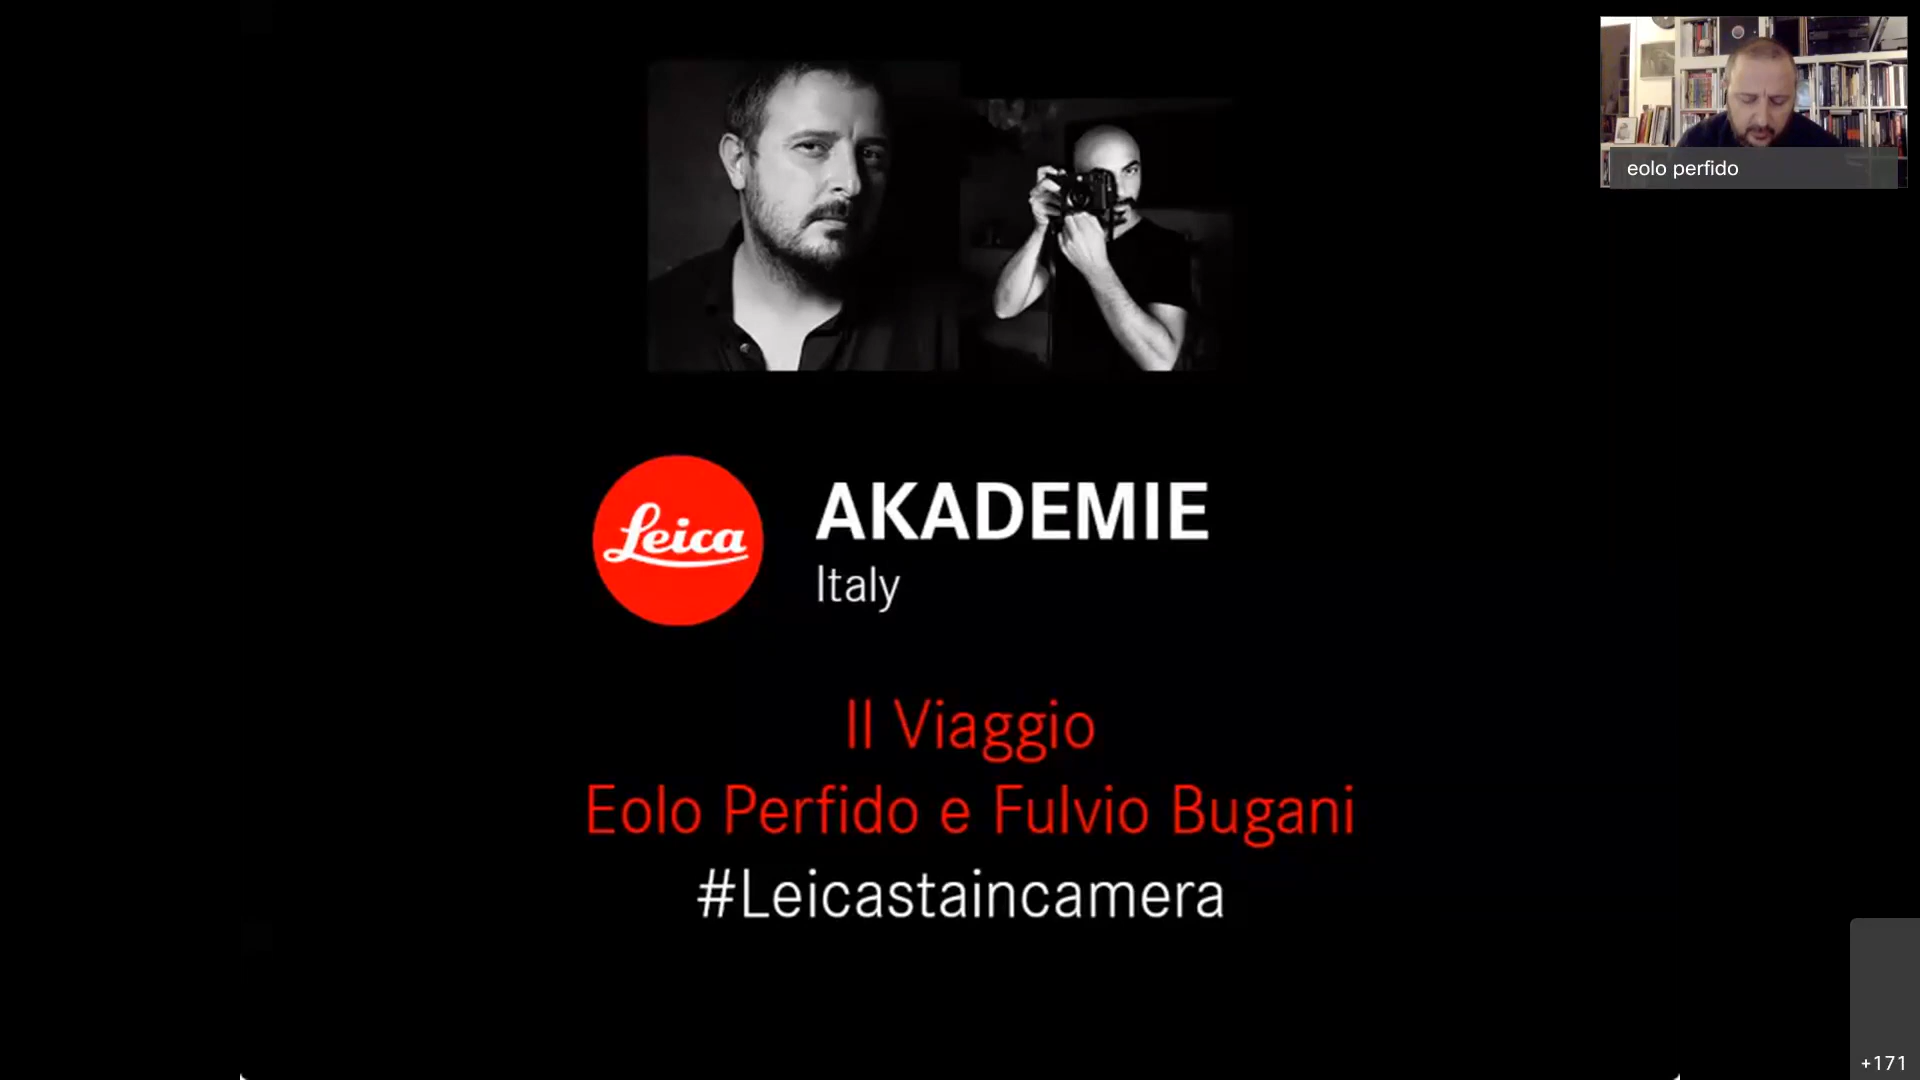 eolo perfido
Leica
AKADEMIE
Italy
Il Viaggio
Eolo Perfido e Fulvio Bugani
#Leicastaincamera
+171